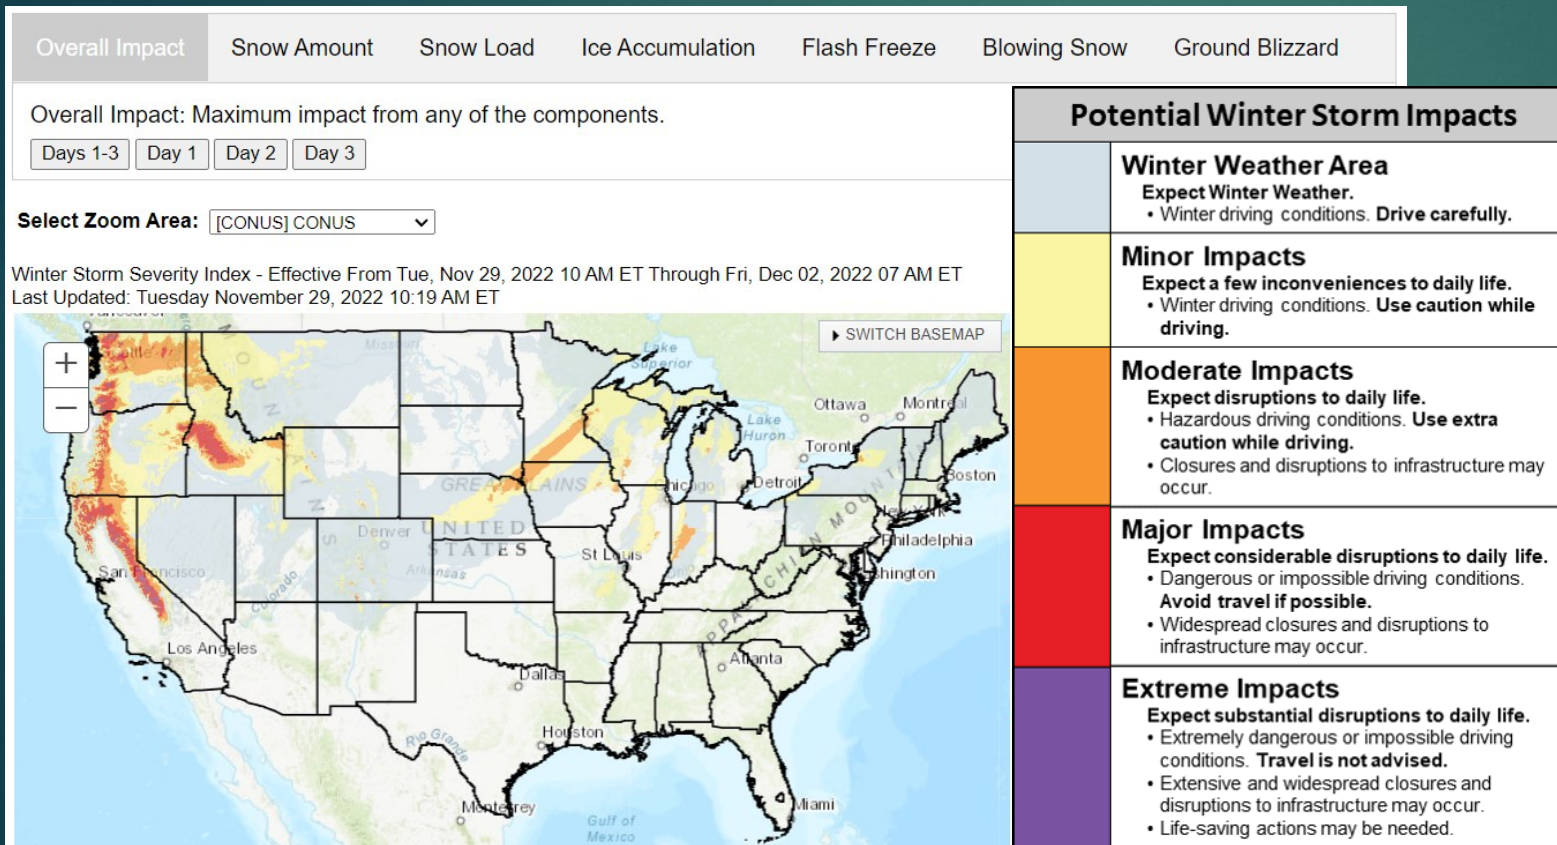 Overall Impact
Snow Amount
Snow Load
Ice Accumulation
Flash Freeze
Blowing Snow
Ground Blizzard
Overall Impact: Maximum impact from any of the components.
Days 1-3
Day 1
Day 2
Day 3
Select Zoom Area:
[CONUS] CONUS
Winter Storm Severity Index - Effective From Tue, Nov 29, 2022 10 AM ET Through Fri, Dec 02, 2022 07 AM ET
Last Updated: Tuesday November 29, 2022 10:19 AM ET
SWITCH BASEMAP
+
−
Lake
Superior
Ottawa
Montreal
Lake
Huron
Toronto
Boston
Chicago
Detroit
GREAT PLAINS
New York
Philadelphia
Denver
UNITED
STATES
St Louis
Arkansas
San Francisco
Colorado
APPALACHIAN MOUNTAINS
Los Angeles
Atlanta
Dallas
Houston
Rio Grande
Monterrey
Miami
Gulf of
Mexico
Potential Winter Storm Impacts
Winter Weather Area
Expect Winter Weather.
• Winter driving conditions. Drive carefully.
Minor Impacts
Expect a few inconveniences to daily life.
• Winter driving conditions. Use caution while
driving.
Moderate Impacts
Expect disruptions to daily life.
• Hazardous driving conditions. Use extra
caution while driving.
• Closures and disruptions to infrastructure may
occur.
Major Impacts
Expect considerable disruptions to daily life.
• Dangerous or impossible driving conditions.
Avoid travel if possible.
• Widespread closures and disruptions to
infrastructure may occur.
Extreme Impacts
Expect substantial disruptions to daily life.
• Extremely dangerous or impossible driving
conditions. Travel is not advised.
• Extensive and widespread closures and
disruptions to infrastructure may occur.
• Life-saving actions may be needed.